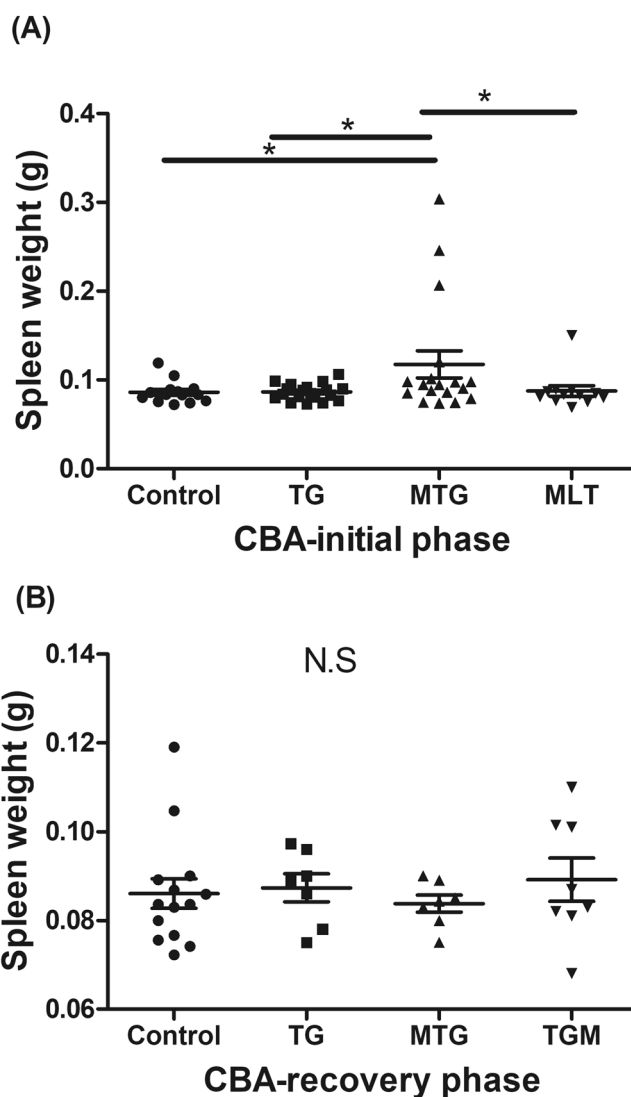 (A)
*
*
*
Spleen weight (g)
0.4
0.3
0.2
0.1
0.0
Control TG MTG MLT
CBA-initial phase
(B)
N.S
Spleen weight (g)
0.14
0.12
0.10
0.08
0.06
Control TG MTG TGM
CBA-recovery phase